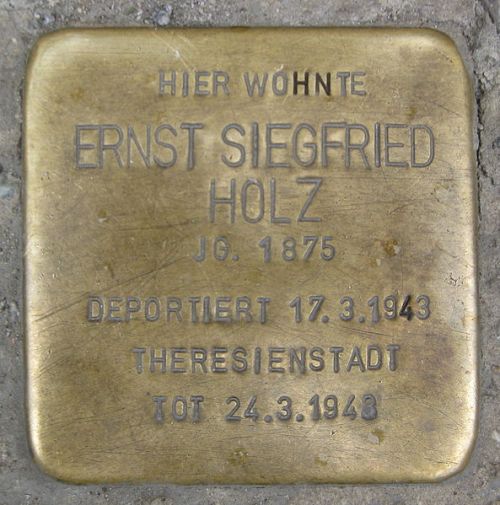 HIER WOHNTE
ERNST SIEGFRIED
HOLZ
JG. 1875
DEPORTIERT 17.3.1943
THERESIENSTADT
TOT 24.3.1943